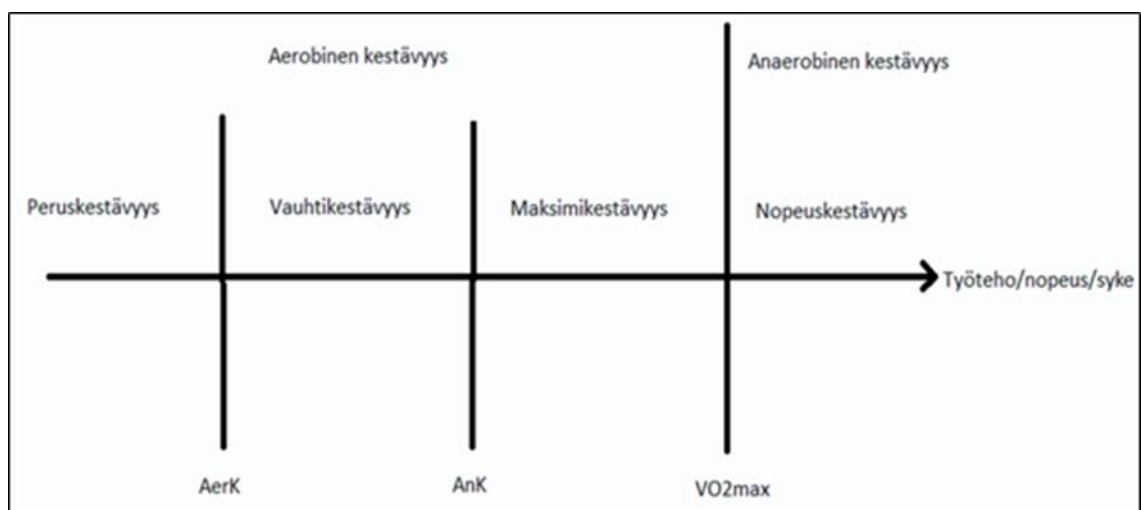 Aerobinen kestävyys
Anaerobinen kestävyys
Peruskestävyys
Vauhtikestävyys
Maksimikestävyys
Nopeuskestävyys
Työteho/nopeus/syke
AerK
AnK
VO2max